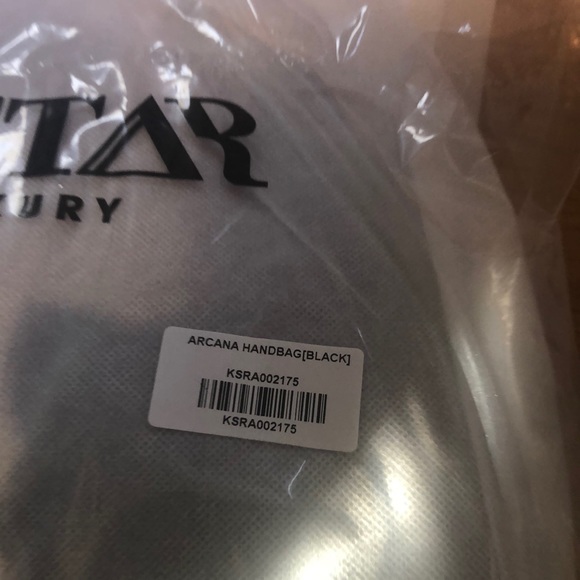 TAR
URY
ARCANA HANDBAG[BLACK]
KSRA002175
KSRA002175